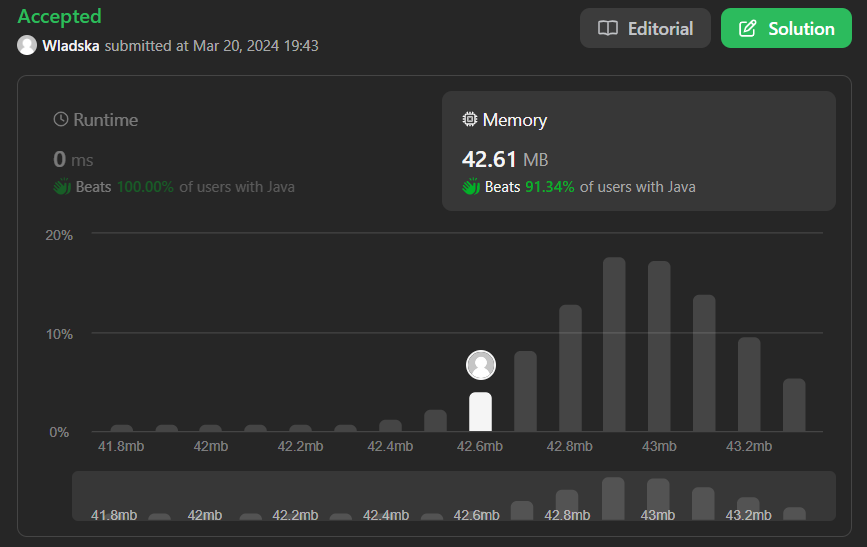 Accepted
Editorial
Solution
Wladska submitted at Mar 20, 2024 19:43
Runtime
0 ms
Beats 100.00% of users with Java
Memory
42.61 MB
Beats 91.34% of users with Java
20%
10%
0%
41.8mb 42mb 42.2mb 42.4mb 42.6mb 42.8mb 43mb 43.2mb
41.8mb 42mb 42.2mb 42.4mb 42.6mb 42.8mb 43mb 43.2mb